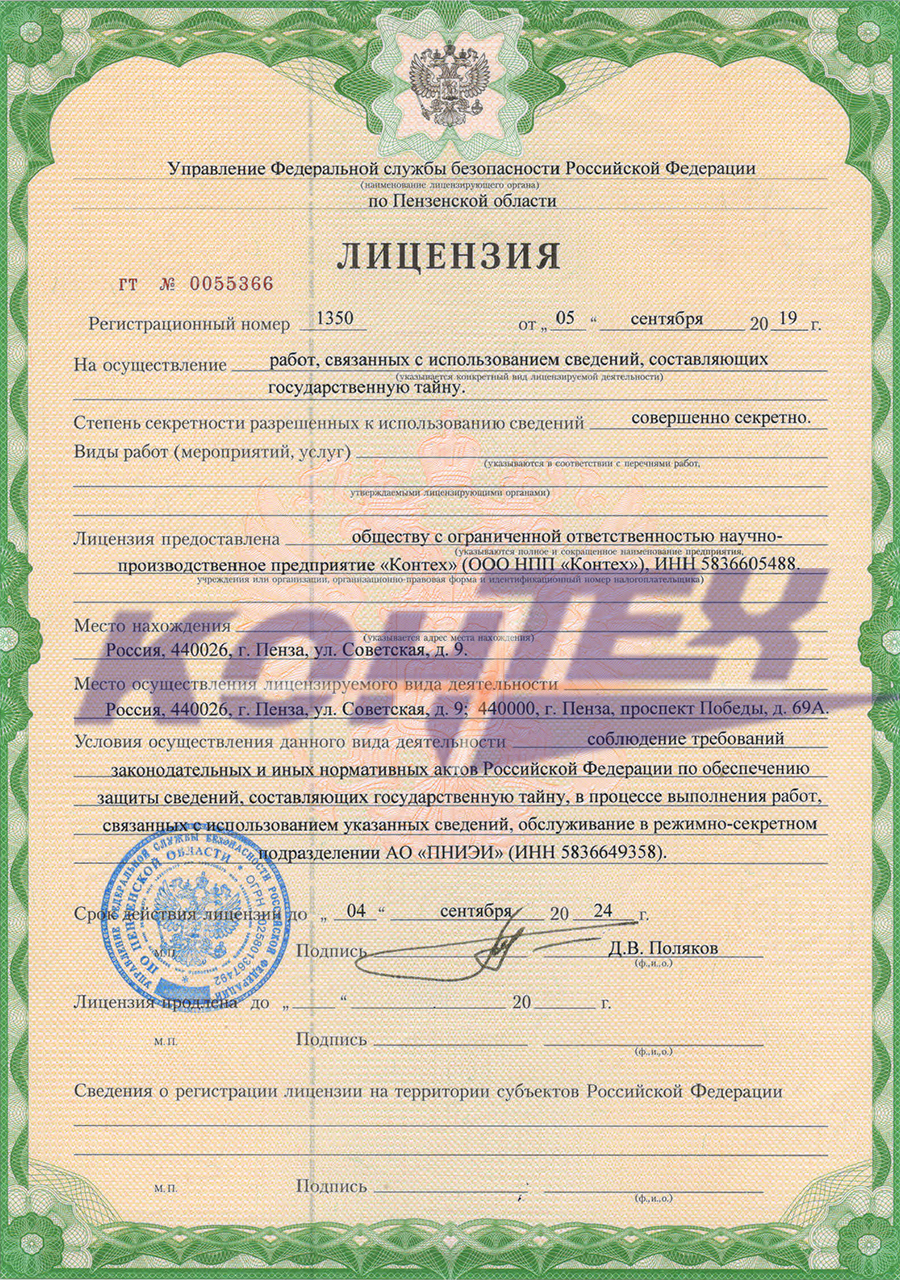 Управление Федеральной службы безопасности Российской Федерации
(наименование лицензирующего органа)
по Пензенской области
ЛИЦЕНЗИЯ
ГТ № 0055366
Регистрационный номер 1350 от „ 05 “ сентября 20 19 г.
На осуществление работ, связанных с использованием сведений, составляющих
(указывается конкретный вид лицензируемой деятельности)
государственную тайну.
Степень секретности разрешенных к использованию сведений совершенно секретно.
Виды работ (мероприятий, услуг)
(указываются в соответствии с перечнями работ,
утверждаемыми лицензирующими органами)
Лицензия предоставлена обществу с ограниченной ответственностью научно-
(указываются полное и сокращенное наименование предприятия,
производственное предприятие «Контех» (ООО НПП «Контех»), ИНН 5836605488.
учреждения или организации, организационно-правовая форма и идентификационный номер налогоплательщика)
КОНТЕХ
Место нахождения
(указывается адрес места нахождения)
Россия, 440026, г. Пенза, ул. Советская, д. 9.
Место осуществления лицензируемого вида деятельности
Россия, 440026, г. Пенза, ул. Советская, д. 9; 440000, г. Пенза, проспект Победы, д. 69А.
Условия осуществления данного вида деятельности соблюдение требований
законодательных и иных нормативных актов Российской Федерации по обеспечению
защиты сведений, составляющих государственную тайну, в процессе выполнения работ,
связанных с использованием указанных сведений, обслуживание в режимно-секретном
подразделении АО «ПНИЭИ» (ИНН 5836649358).
УПРАВЛЕНИЕ ФЕДЕРАЛЬНОЙ СЛУЖБЫ БЕЗОПАСНОСТИ РОССИЙСКОЙ ФЕДЕРАЦИИ
ПО ПЕНЗЕНСКОЙ ОБЛАСТИ * ОГРН 1025801367492 *
Срок действия лицензии до „ 04 “ сентября 20 24 г.
М.П. Подпись Д.В. Поляков
(ф.,и.,о.)
Лицензия продлена до „ “ 20 г.
М.П. Подпись
(ф.,и.,о.)
Сведения о регистрации лицензии на территории субъектов Российской Федерации
М.П. Подпись
(ф.,и.,о.)